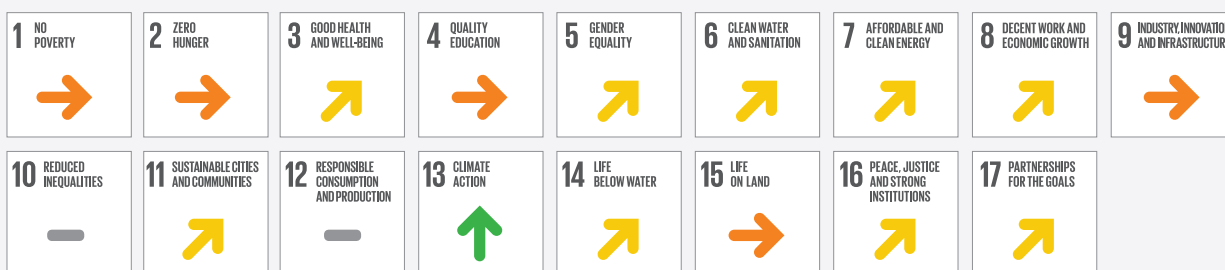 1 NO
POVERTY
2 ZERO
HUNGER
3 GOOD HEALTH
AND WELL-BEING
4 QUALITY
EDUCATION
5 GENDER
EQUALITY
6 CLEAN WATER
AND SANITATION
7 AFFORDABLE AND
CLEAN ENERGY
8 DECENT WORK AND
ECONOMIC GROWTH
9 INDUSTRY, INNOVATIO
AND INFRASTRUCTUR
10 REDUCED
INEQUALITIES
11 SUSTAINABLE CITIES
AND COMMUNITIES
12 RESPONSIBLE
CONSUMPTION
AND PRODUCTION
13 CLIMATE
ACTION
14 LIFE
BELOW WATER
15 LIFE
ON LAND
16 PEACE, JUSTICE
AND STRONG
INSTITUTIONS
17 PARTNERSHIPS
FOR THE GOALS